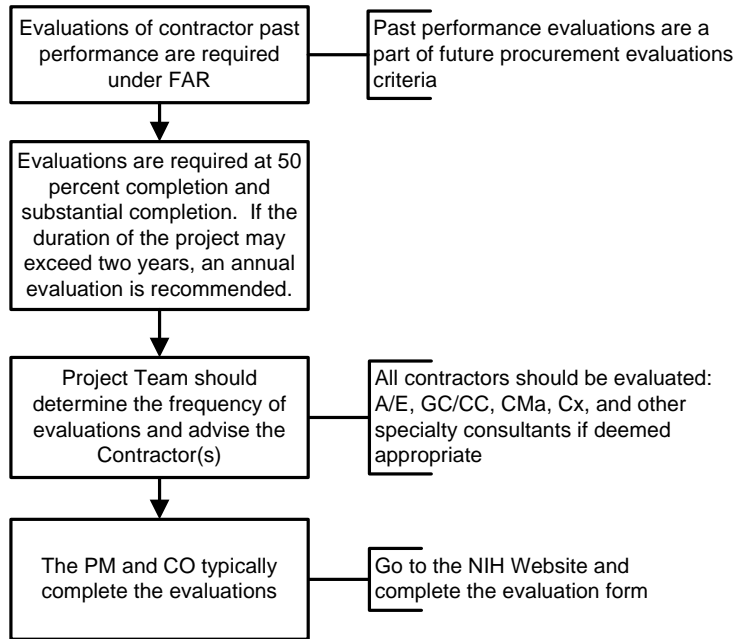 Evaluations of contractor past
performance are required
under FAR
Past performance evaluations are a
part of future procurement evaluations
criteria
Evaluations are required at 50
percent completion and
substantial completion.  If the
duration of the project may
exceed two years, an annual
evaluation is recommended.
Project Team should
determine the frequency of
evaluations and advise the
Contractor(s)
All contractors should be evaluated:
A/E, GC/CC, CMa, Cx, and other
specialty consultants if deemed
appropriate
The PM and CO typically
complete the evaluations
Go to the NIH Website and
complete the evaluation form